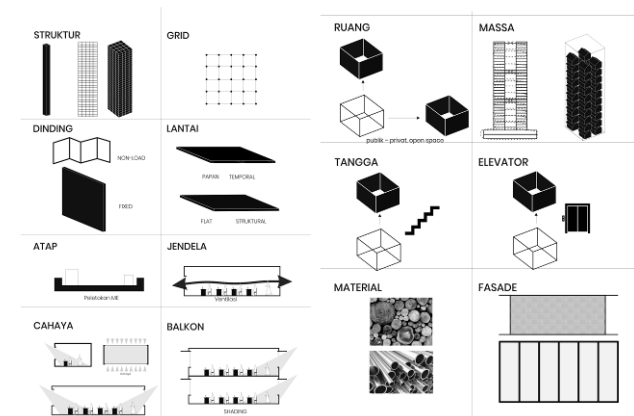 STRUKTUR
GRID
DINDING
NON-LOAD
FIXED
LANTAI
PAPAN TEMPORAL
FLAT STRUKTURAL
ATAP
Peletakan ME
JENDELA
Ventilasi
CAHAYA
BALKON
SHADING
RUANG
publik - privat, open space
MASSA
TANGGA
ELEVATOR
MATERIAL
FASADE